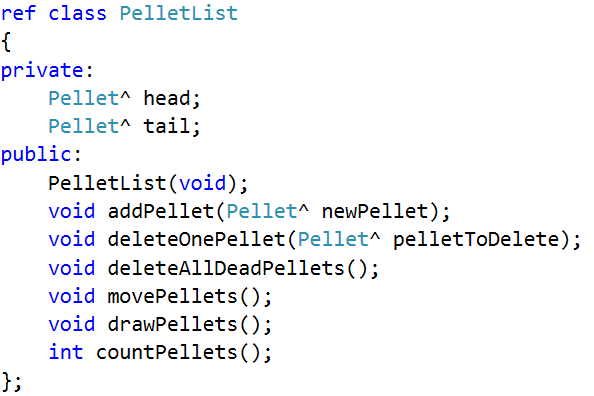 ref class PelletList
{
private:
    Pellet^ head;
    Pellet^ tail;
public:
    PelletList(void);
    void addPellet(Pellet^ newPellet);
    void deleteOnePellet(Pellet^ pelletToDelete);
    void deleteAllDeadPellets();
    void movePellets();
    void drawPellets();
    int countPellets();
};